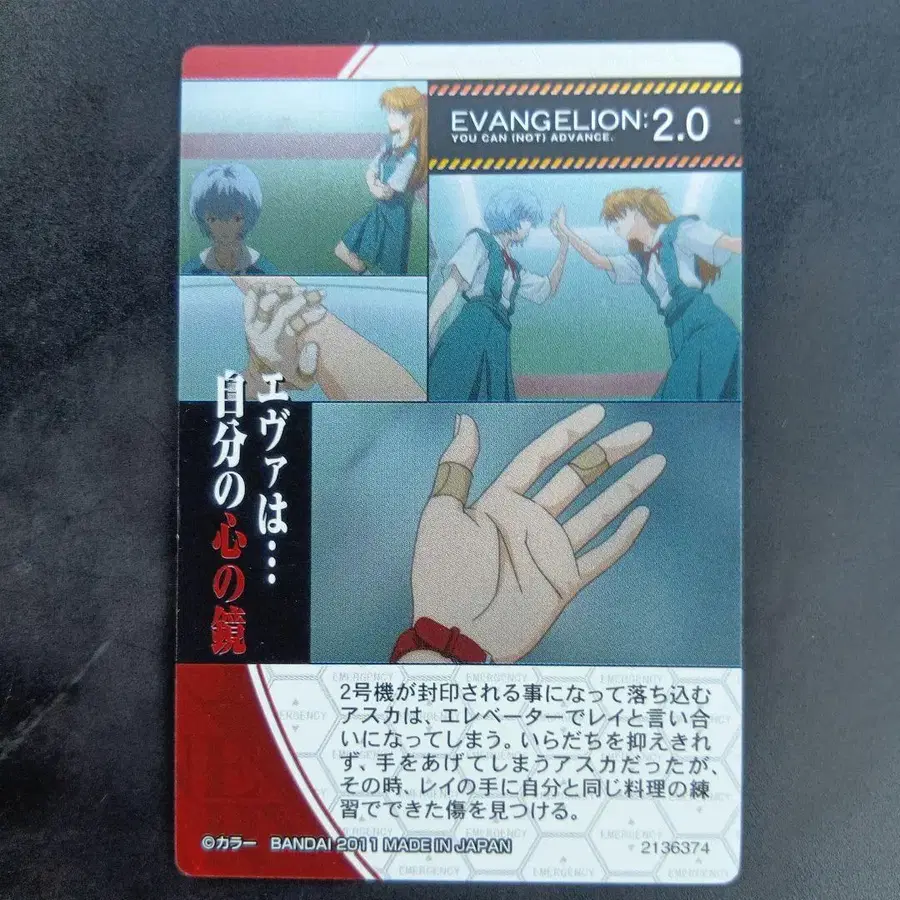 EVANGELION: 2.0
YOU CAN (NOT) ADVANCE.
エヴァは…
自分の心の鏡
2号機が封印される事になって落ち込む
アスカは、エレベーターでレイと言い合
いになってしまう。いらだちを抑えきれ
ず、手をあげてしまうアスカだったが、
その時、レイの手に自分と同じ料理の練
習でできた傷を見つける。
EMERGENCY
©カラー BANDAI 2011 MADE IN JAPAN
2136374